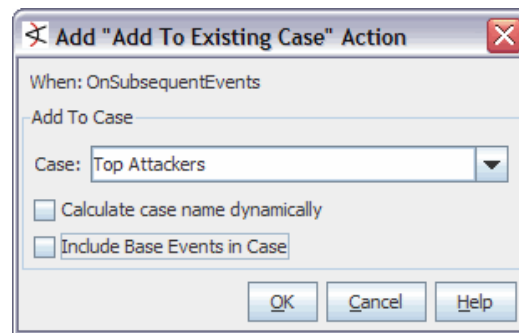 Add "Add To Existing Case" Action
When: OnSubsequentEvents
Add To Case
Case: Top Attackers
Calculate case name dynamically
Include Base Events in Case
OK Cancel Help